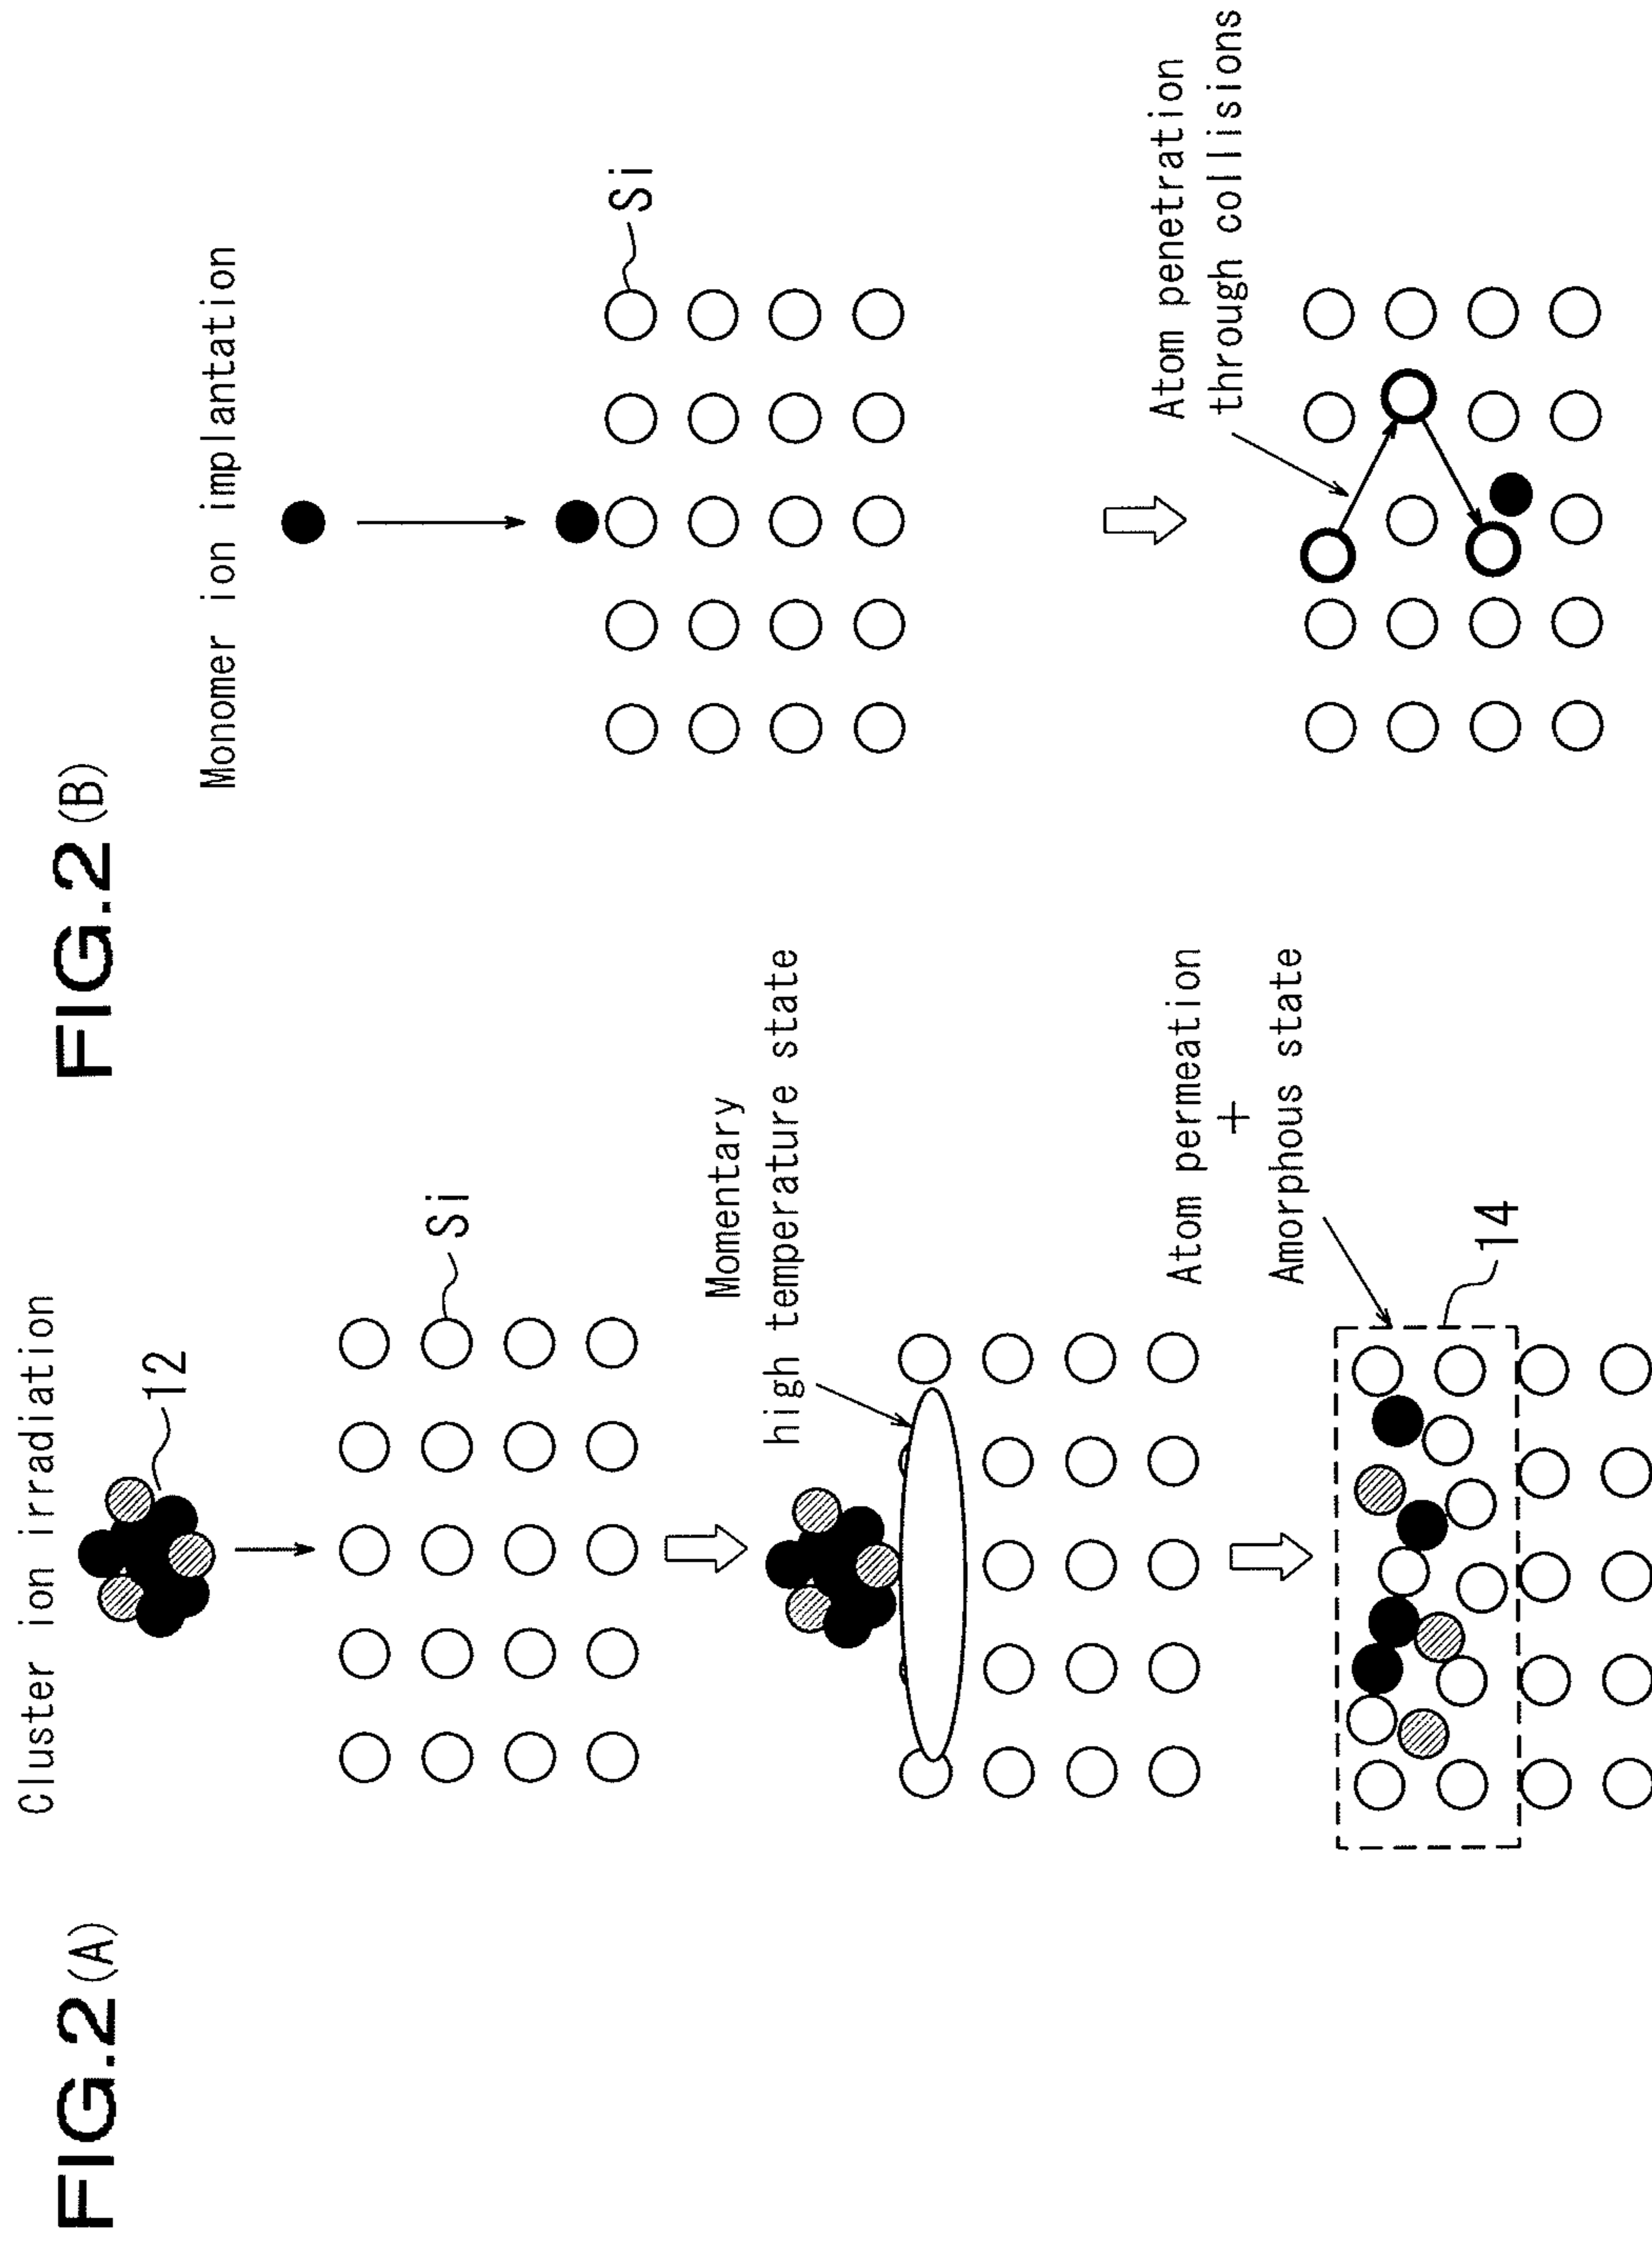 FIG.2(A)
Cluster ion irradiation
12
Si
Momentary
high temperature state
Atom permeation
+
Amorphous state
14
FIG.2(B)
Monomer ion implantation
Si
Atom penetration
through collisions